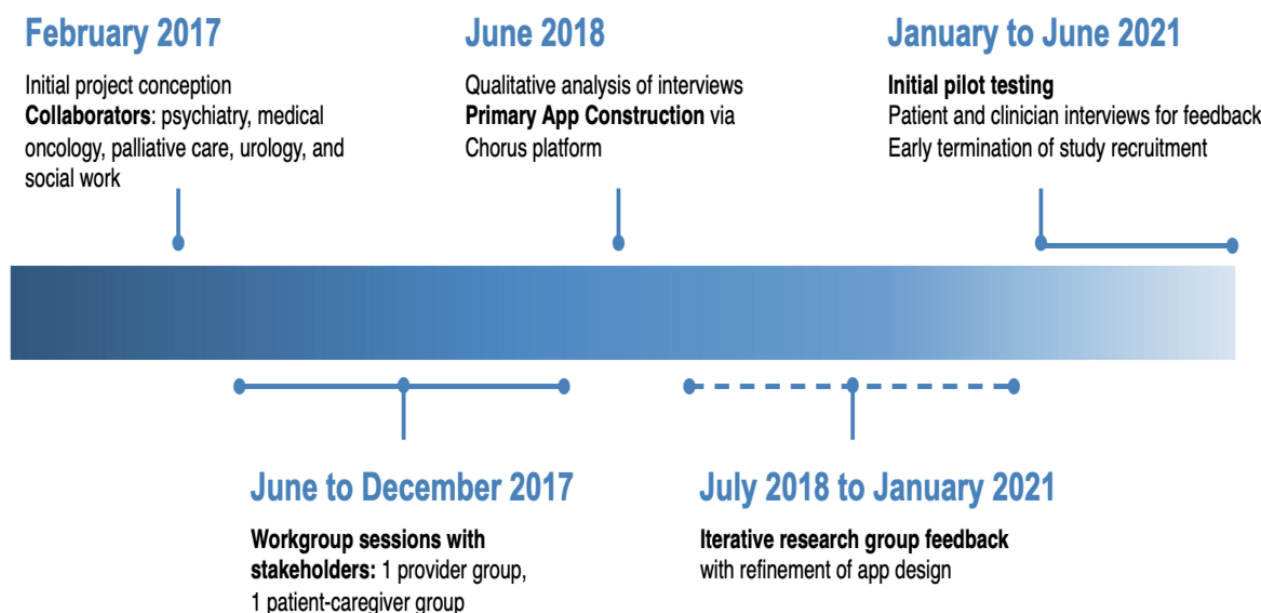 February 2017
Initial project conception
Collaborators: psychiatry, medical
oncology, palliative care, urology, and
social work
June 2018
Qualitative analysis of interviews
Primary App Construction via
Chorus platform
January to June 2021
Initial pilot testing
Patient and clinician interviews for feedback
Early termination of study recruitment
June to December 2017
Workgroup sessions with
stakeholders: 1 provider group,
1 patient-caregiver group
July 2018 to January 2021
Iterative research group feedback
with refinement of app design